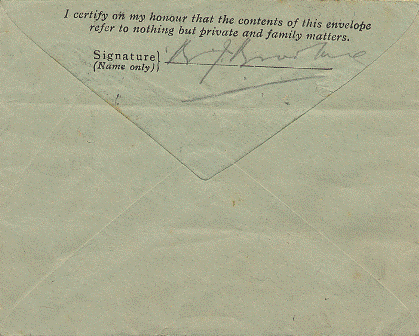 I certify on my honour that the contents of this envelope
refer to nothing but private and family matters.
Signature}
(Name only)}